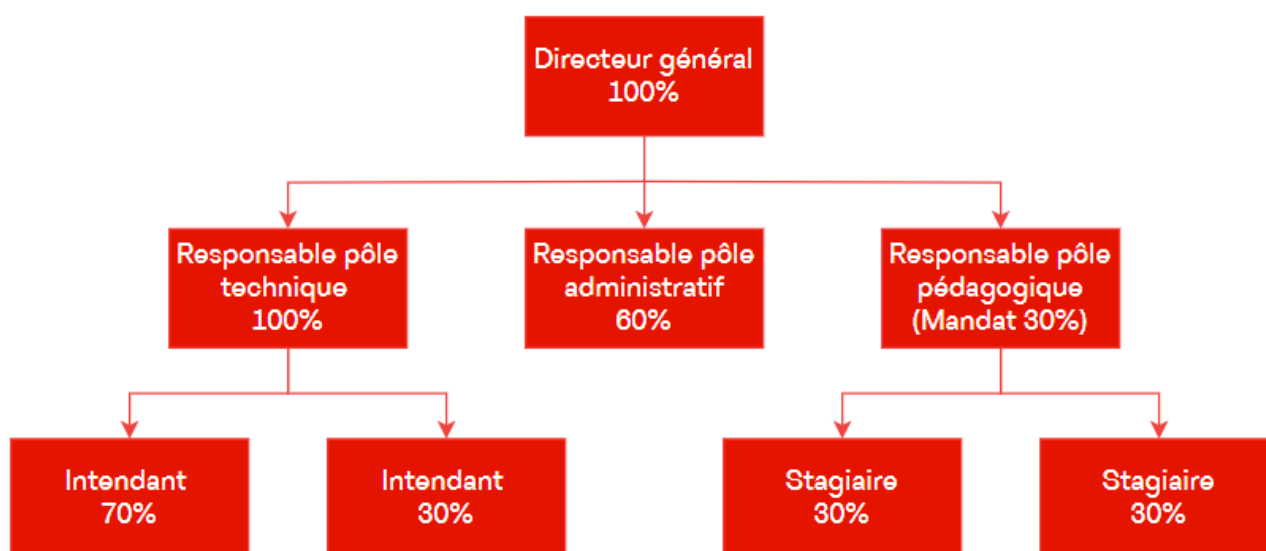 Directeur général
100%
Responsable pôle
technique
100%
Responsable pôle
administratif
60%
Responsable pôle
pédagogique
(Mandat 30%)
Intendant
70%
Intendant
30%
Stagiaire
30%
Stagiaire
30%